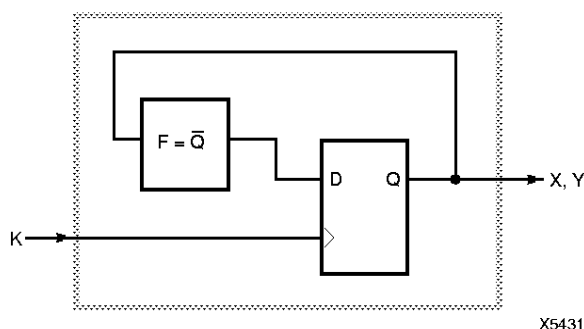 F = Q̅
D
Q
X, Y
K
X5431